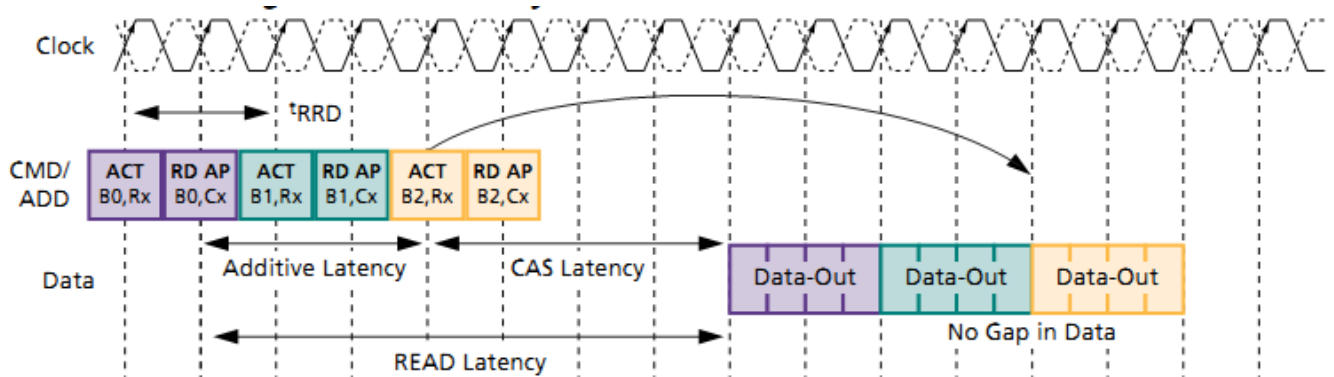 Clock
tRRD
CMD/
ADD
ACT
B0,Rx
RD AP
B0,Cx
ACT
B1,Rx
RD AP
B1,Cx
ACT
B2,Rx
RD AP
B2,Cx
Additive Latency
CAS Latency
Data
Data-Out
Data-Out
Data-Out
No Gap in Data
READ Latency